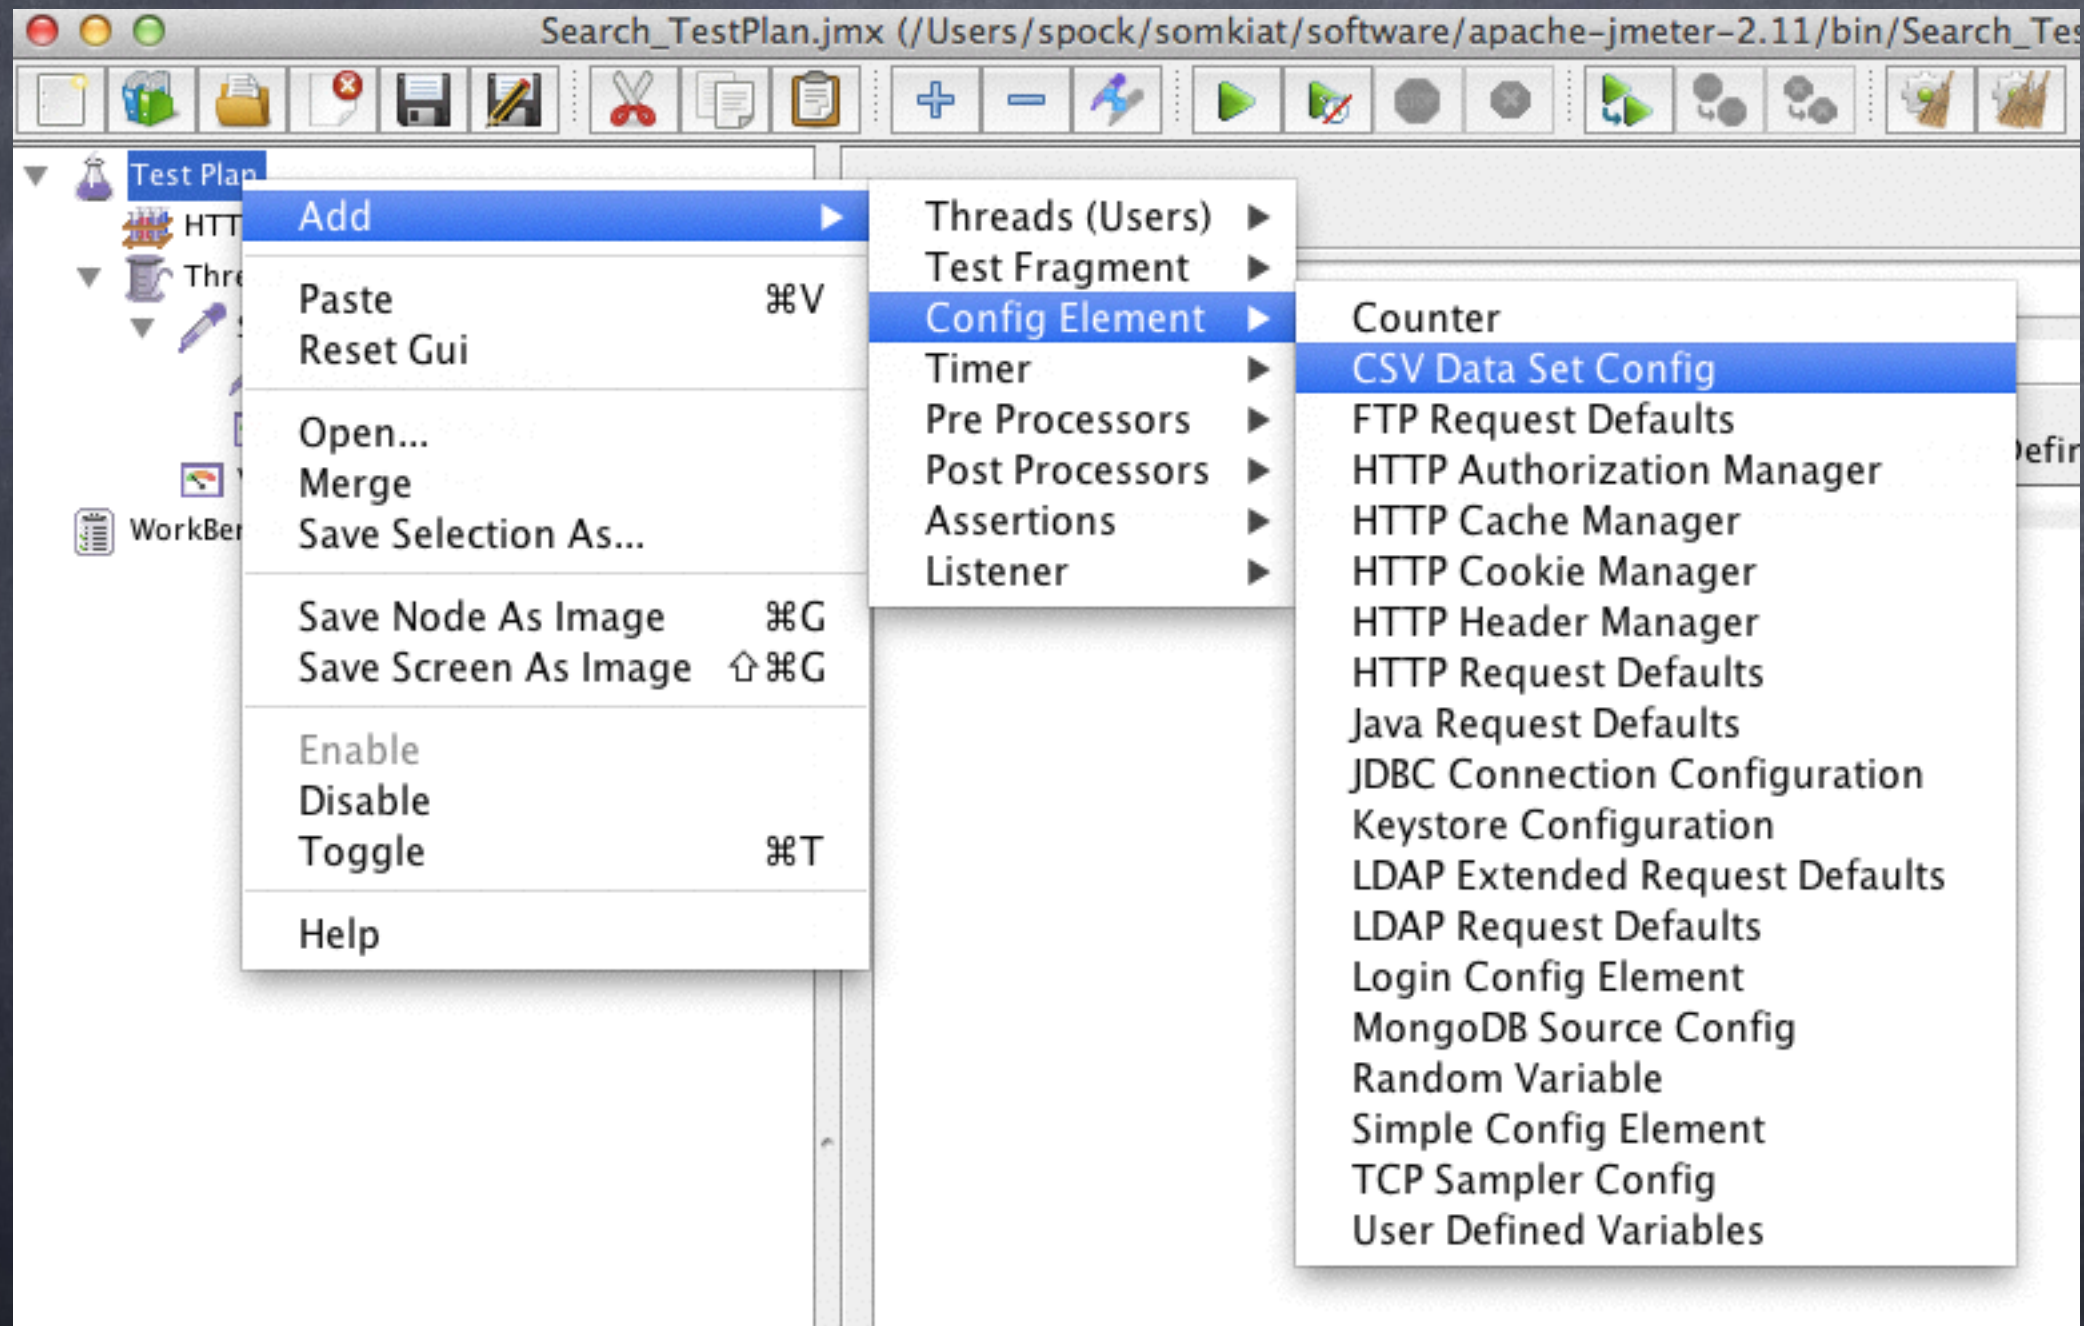 Search_TestPlan.jmx (/Users/spock/somkiat/software/apache-jmeter-2.11/bin/Search_Tes
Test Plan
HTT
Thre
WorkBer
Add
Paste ⌘V
Reset Gui
Open...
Merge
Save Selection As...
Save Node As Image ⌘G
Save Screen As Image ⇧⌘G
Enable
Disable
Toggle ⌘T
Help
Threads (Users)
Test Fragment
Config Element
Timer
Pre Processors
Post Processors
Assertions
Listener
Counter
CSV Data Set Config
FTP Request Defaults
HTTP Authorization Manager
HTTP Cache Manager
HTTP Cookie Manager
HTTP Header Manager
HTTP Request Defaults
Java Request Defaults
JDBC Connection Configuration
Keystore Configuration
LDAP Extended Request Defaults
LDAP Request Defaults
Login Config Element
MongoDB Source Config
Random Variable
Simple Config Element
TCP Sampler Config
User Defined Variables
Defir